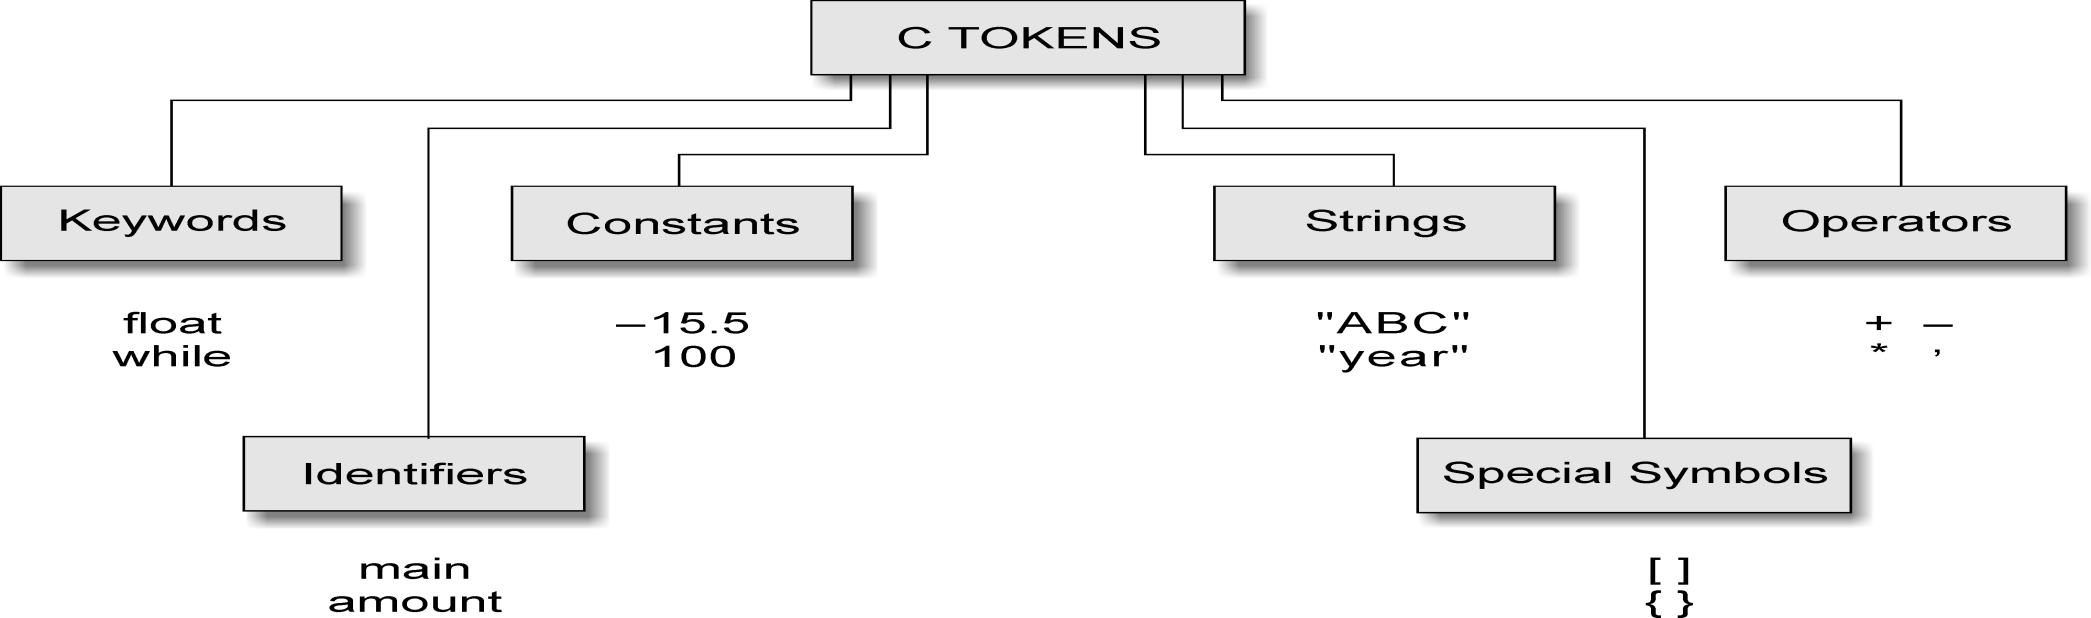 C TOKENS
Keywords
Constants
Strings
Operators
float
while
–15.5
100
"ABC"
"year"
+ –
* ,
Identifiers
Special Symbols
main
amount
[ ]
{ }